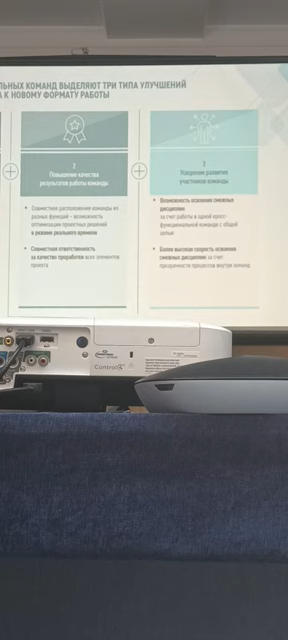 ЛЬНЫХ КОМАНД ВЫДЕЛЯЮТ ТРИ ТИПА УЛУЧШЕНИЙ
А К НОВОМУ ФОРМАТУ РАБОТЫ
2
Повышение качества
результатов работы команды
Совместное расположение команды из
разных функций – возможность
оптимизации проектных решений
в режиме реального времени
Совместная ответственность
за качество проработки всех элементов
проекта
3
Ускорение развития
участников команды
Возможность освоения смежных
дисциплин
за счет работы в одной кросс-
функциональной команде с общей
целью
Более высокая скорость освоения
смежных дисциплин за счет
прозрачности процессов внутри команд
Control